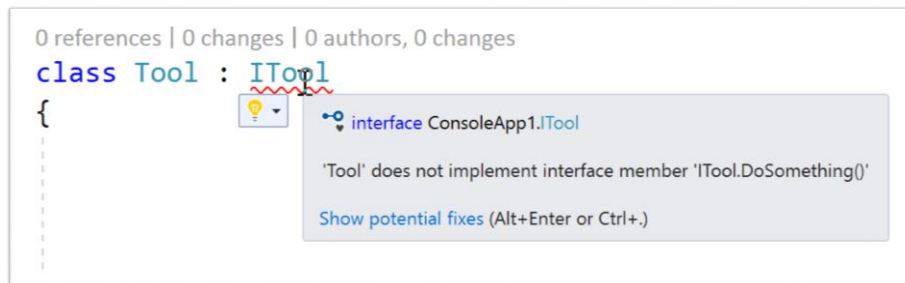 0 references | 0 changes | 0 authors, 0 changes
class Tool : ITool
{
interface ConsoleApp1.ITool
'Tool' does not implement interface member 'ITool.DoSomething()'
Show potential fixes (Alt+Enter or Ctrl+.)